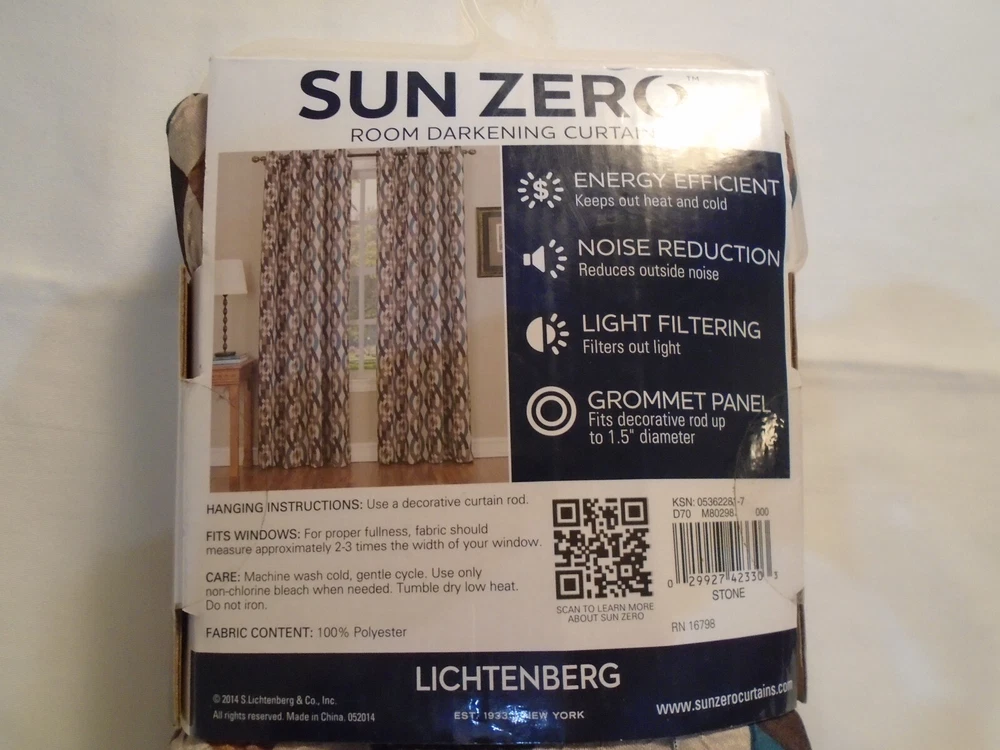 SUN ZERO™
ROOM DARKENING CURTAIN
ENERGY EFFICIENT
Keeps out heat and cold
NOISE REDUCTION
Reduces outside noise
LIGHT FILTERING
Filters out light
GROMMET PANEL
Fits decorative rod up
to 1.5" diameter
HANGING INSTRUCTIONS: Use a decorative curtain rod.
FITS WINDOWS: For proper fullness, fabric should
measure approximately 2-3 times the width of your window.
CARE: Machine wash cold, gentle cycle. Use only
non-chlorine bleach when needed. Tumble dry low heat.
Do not iron.
FABRIC CONTENT: 100% Polyester
SCAN TO LEARN MORE
ABOUT SUN ZERO
D70 M80298 000
0 29927 42330 3
STONE
RN 16798
LICHTENBERG
EST. 1933 NEW YORK
© 2014 S.Lichtenberg & Co., Inc.
All rights reserved. Made in China. 052014
www.sunzerocurtains.com